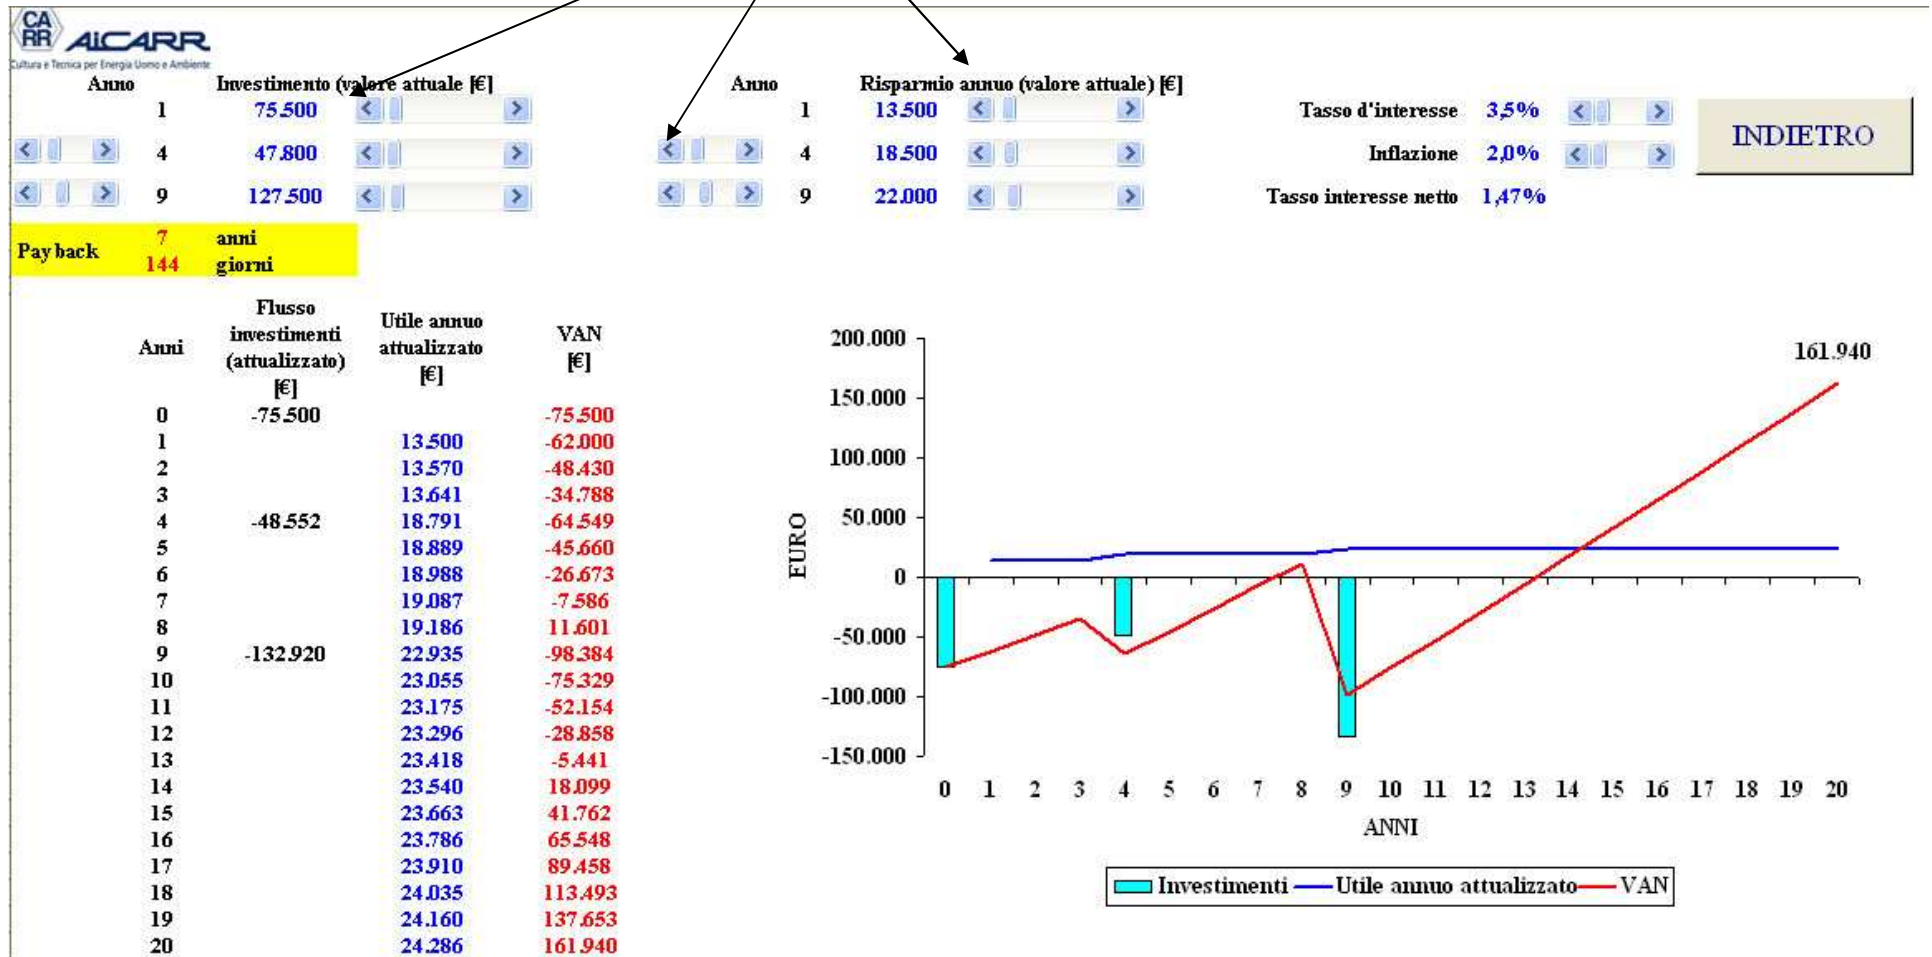 CA
RR AiCARR
Cultura e Tecnica per Energia Uomo e Ambiente
Anno Investimento (valore attuale [€] Anno Risparmio annuo (valore attuale) [€]
1 75.500 1 13.500 Tasso d'interesse 3,5%
4 47.800 4 18.500 Inflazione 2,0%
9 127.500 9 22.000 Tasso interesse netto 1,47%
INDIETRO
Pay back 7 anni
144 giorni
Anni Flusso investimenti (attualizzato) [€] Utile annuo attualizzato [€] VAN [€]
0 -75.500 -75.500
1 13.500 -62.000
2 13.570 -48.430
3 13.641 -34.788
4 -48.552 18.791 -64.549
5 18.889 -45.660
6 18.988 -26.673
7 19.087 -7.586
8 19.186 11.601
9 -132.920 22.935 -98.384
10 23.055 -75.329
11 23.175 -52.154
12 23.296 -28.858
13 23.418 -5.441
14 23.540 18.099
15 23.663 41.762
16 23.786 65.548
17 23.910 89.458
18 24.035 113.493
19 24.160 137.653
20 24.286 161.940
EURO
200.000
150.000
100.000
50.000
0
-50.000
-100.000
-150.000
161.940
0 1 2 3 4 5 6 7 8 9 10 11 12 13 14 15 16 17 18 19 20
ANNI
Investimenti Utile annuo attualizzato VAN